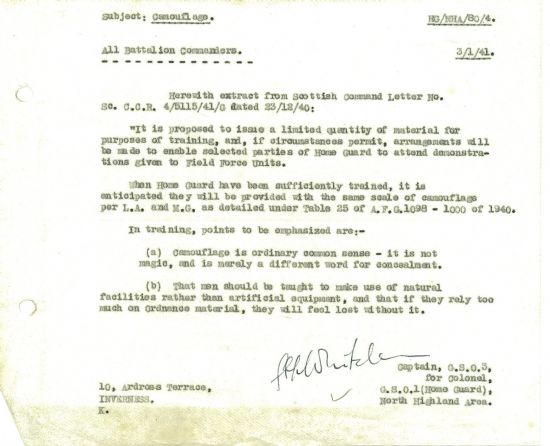 Subject: Camouflage. HG/NHA/80/4.
All Battalion Commanders. 3/1/41.
Herewith extract from Scottish Command Letter No.
Sc. C.C.R. 4/5115/41/G dated 23/12/40:
"It is proposed to issue a limited quantity of material for
purposes of training, and, if circumstances permit, arrangements will
be made to enable selected parties of Home Guard to attend demonstra-
tions given to Field Force Units.
When Home Guard have been sufficiently trained, it is
anticipated they will be provided with the same scale of camouflage
per L.A. and M.G. as detailed under Table 25 of A.F.G.1098 - 1000 of 1940.
In training, points to be emphasized are:-
(a) Camouflage is ordinary common sense - it is not
magic, and is merely a different word for concealment.
(b) That men should be taught to make use of natural
facilities rather than artificial equipment, and that if they rely too
much on Ordnance material, they will feel lost without it.
Captain, G.S.O.3,
for Colonel,
10, Ardross Terrace, G.S.O.1(Home Guard),
INVERNESS. North Highland Area.
K.